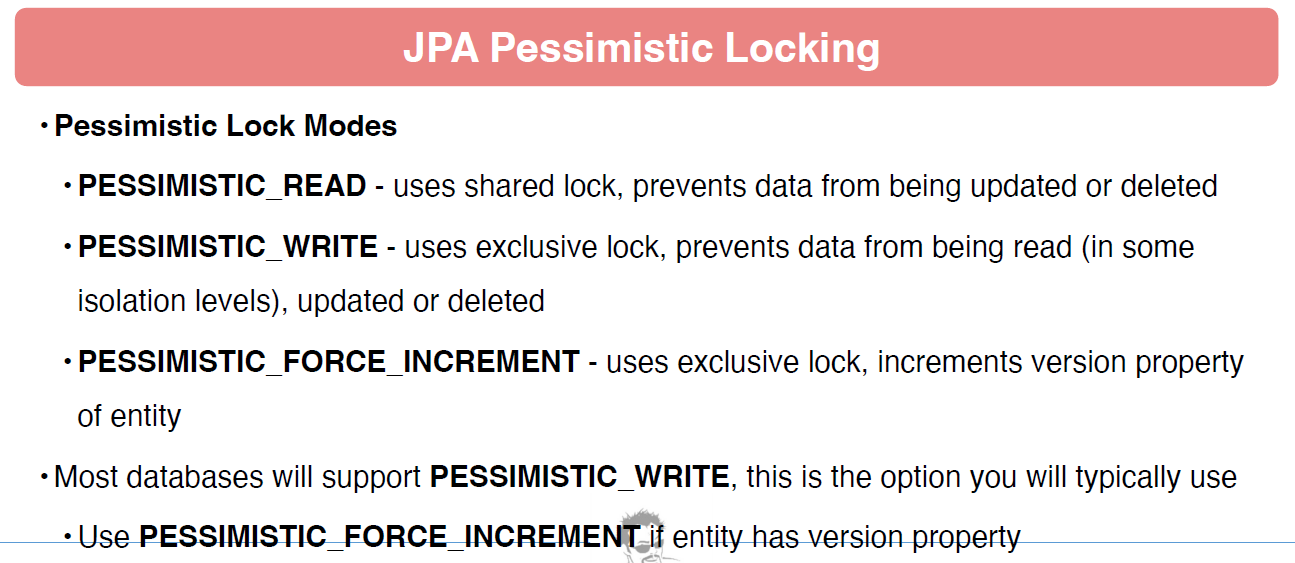 JPA Pessimistic Locking
• Pessimistic Lock Modes
• PESSIMISTIC_READ - uses shared lock, prevents data from being updated or deleted
• PESSIMISTIC_WRITE - uses exclusive lock, prevents data from being read (in some
isolation levels), updated or deleted
• PESSIMISTIC_FORCE_INCREMENT - uses exclusive lock, increments version property
of entity
• Most databases will support PESSIMISTIC_WRITE, this is the option you will typically use
• Use PESSIMISTIC_FORCE_INCREMENT if entity has version property